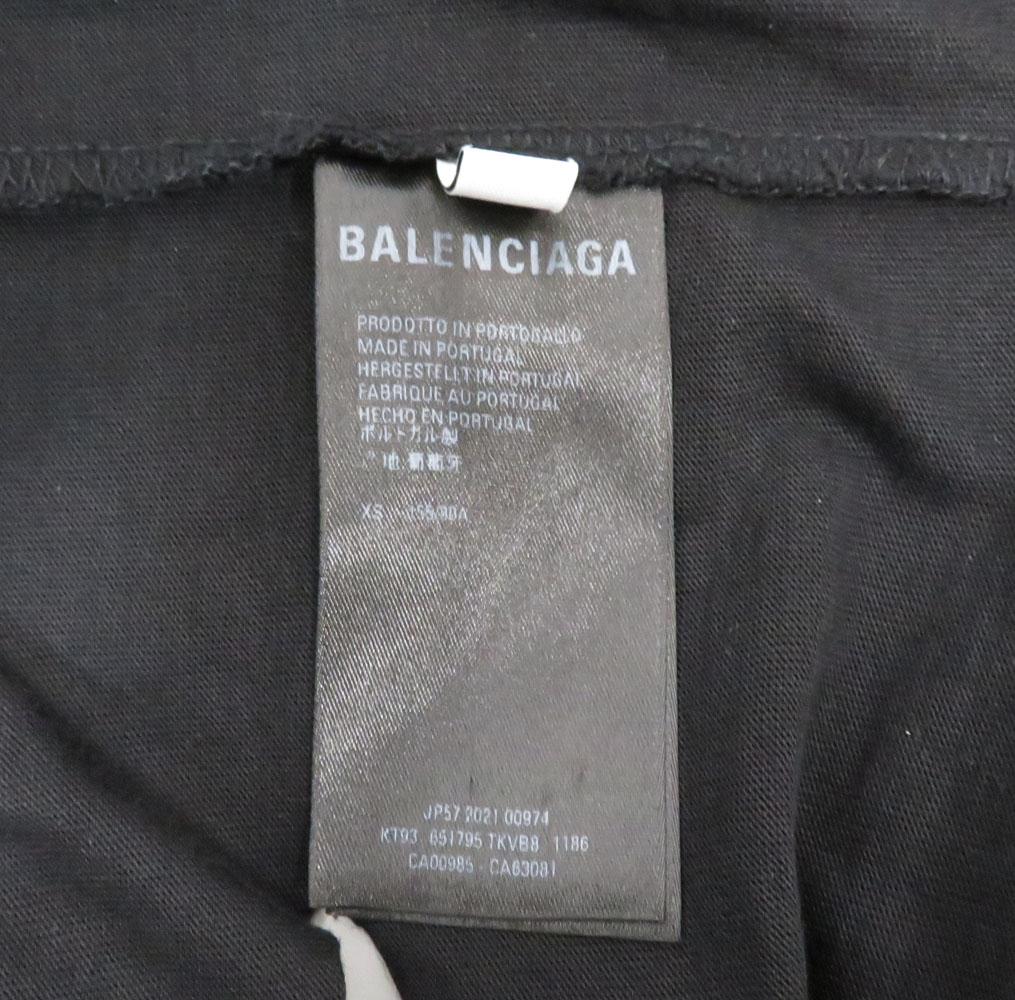 BALENCIAGA
PRODOTTO IN PORTOGALLO
MADE IN PORTUGAL
HERGESTELLT IN PORTUGAL
FABRIQUE AU PORTUGAL
HECHO EN PORTUGAL
ポルトガル製
地:葡萄牙
XS
JP57 2021 00974
KT93 651795 TKVB8 1186
CA00985 - CA63081